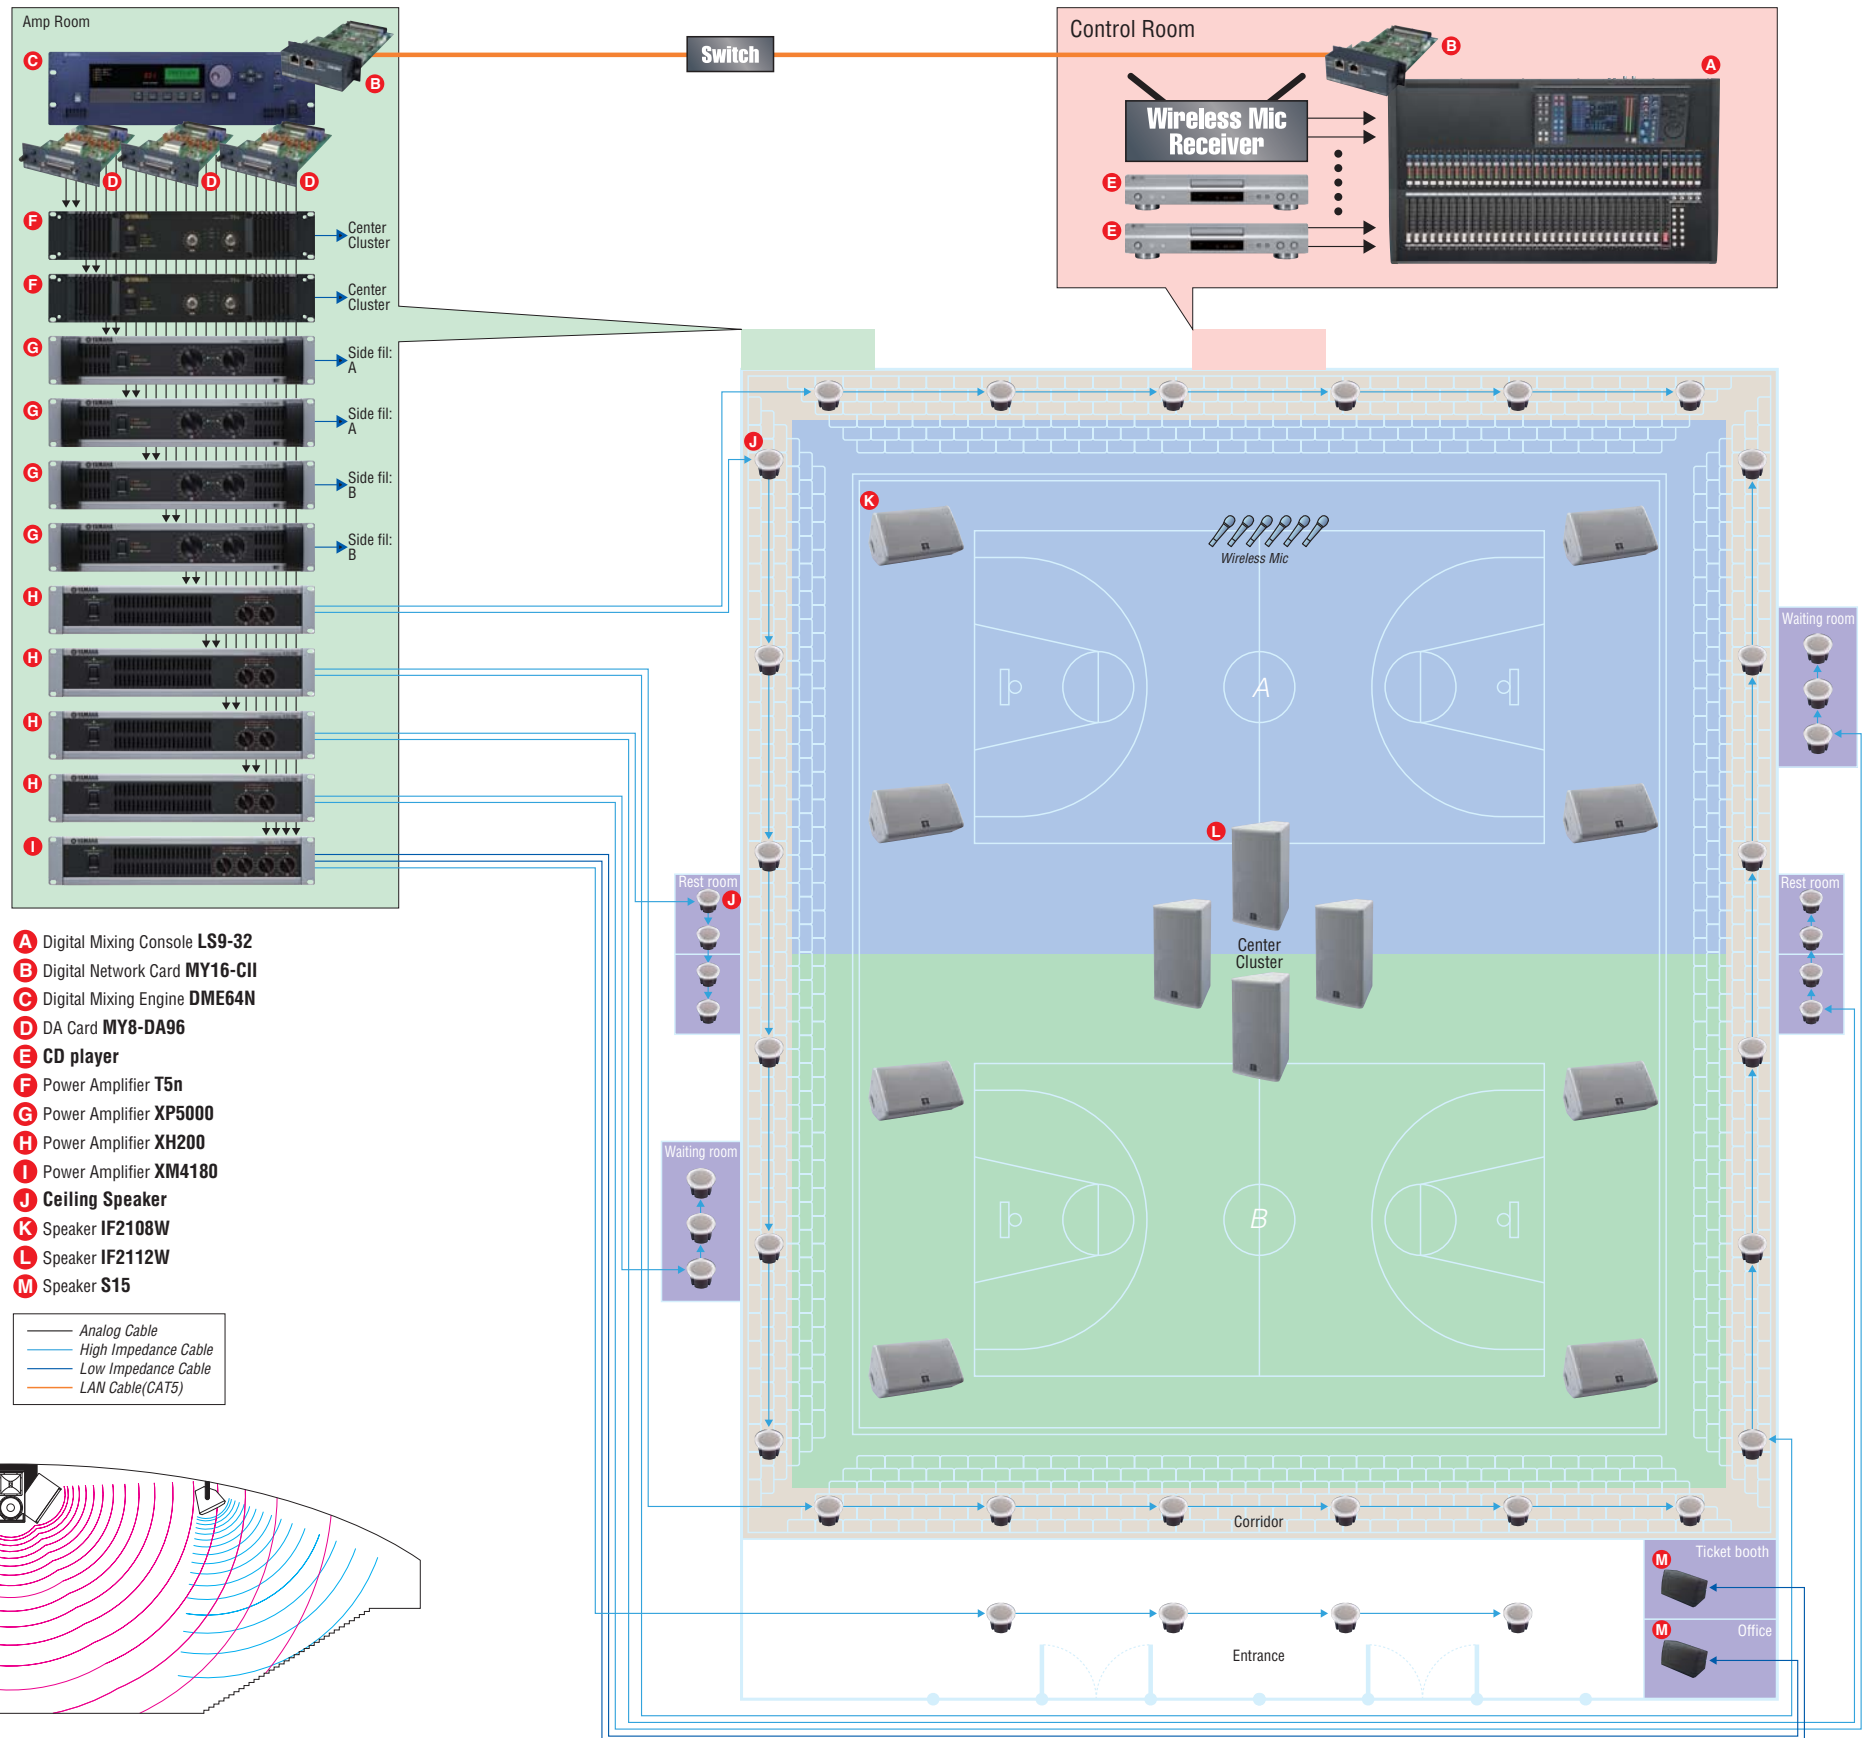 Amp Room
C
B
D
D
D
F
Center
Cluster
F
Center
Cluster
G
Side fil:
A
G
Side fil:
A
G
Side fil:
B
G
Side fil:
B
H
H
H
H
I
Switch
Control Room
B
A
Wireless Mic
Receiver
E
E
A Digital Mixing Console LS9-32
B Digital Network Card MY16-CII
C Digital Mixing Engine DME64N
D DA Card MY8-DA96
E CD player
F Power Amplifier T5n
G Power Amplifier XP5000
H Power Amplifier XH200
I Power Amplifier XM4180
J Ceiling Speaker
K Speaker IF2108W
L Speaker IF2112W
M Speaker S15
Analog Cable
High Impedance Cable
Low Impedance Cable
LAN Cable(CAT5)
J
K
Wireless Mic
A
Waiting room
L
Rest room
J
Rest room
Center
Cluster
Waiting room
B
Corridor
M
Ticket booth
M
Office
Entrance